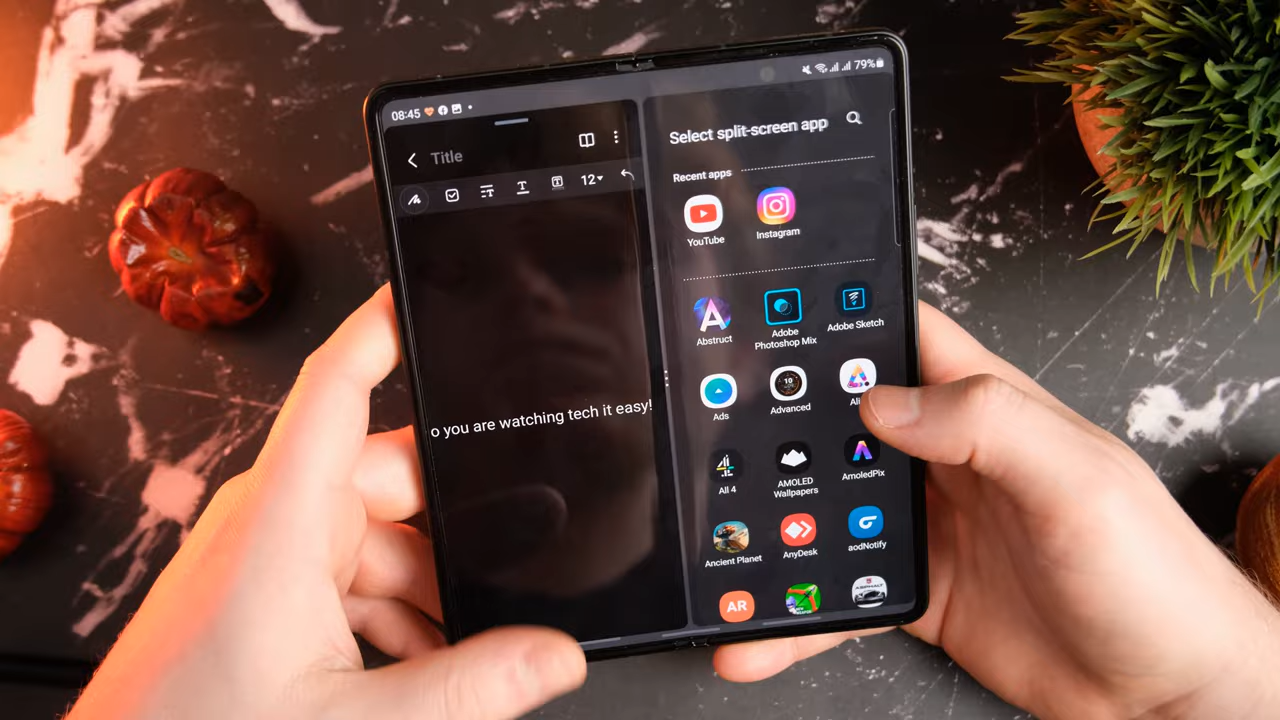 08:45
79%
Title
12
o you are watching tech it easy!
Select split-screen app
Recent apps
YouTube
Instagram
Abstruct
Adobe
Photoshop Mix
Adobe Sketch
Ads
Advanced
All 4
AMOLED
Wallpapers
AmoledPix
Ancient Planet
AnyDesk
aodNotify
AR